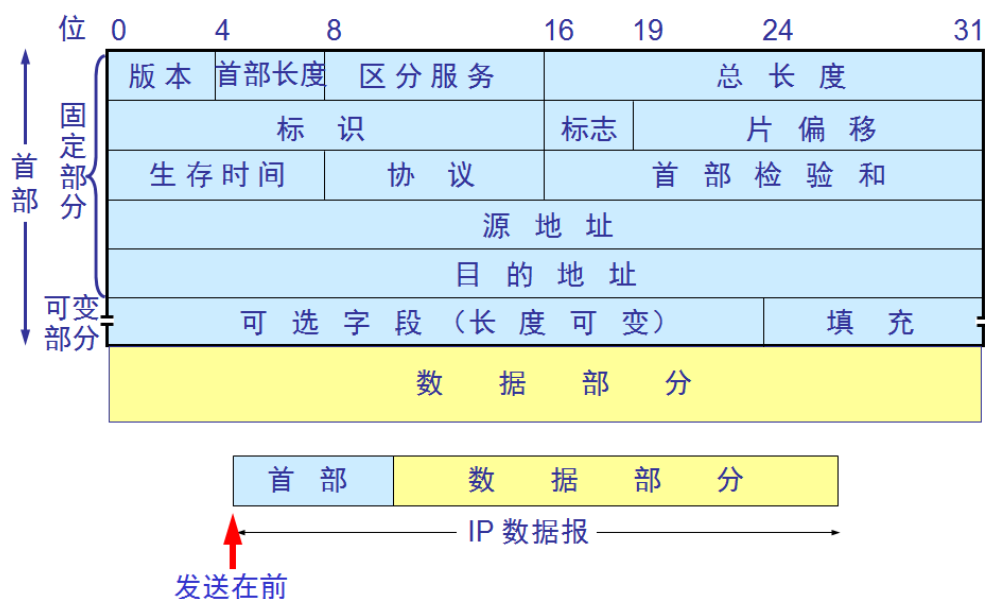 位 0 4 8 16 19 24 31
版 本 首部长度 区 分 服 务 总 长 度
标 识 标志 片 偏 移
生 存 时 间 协 议 首 部 检 验 和
源 地 址
目 的 地 址
可 选 字 段 （长 度 可 变） 填 充
首部
固定部分
可变部分
数 据 部 分
首 部 数 据 部 分
IP 数据报
发送在前